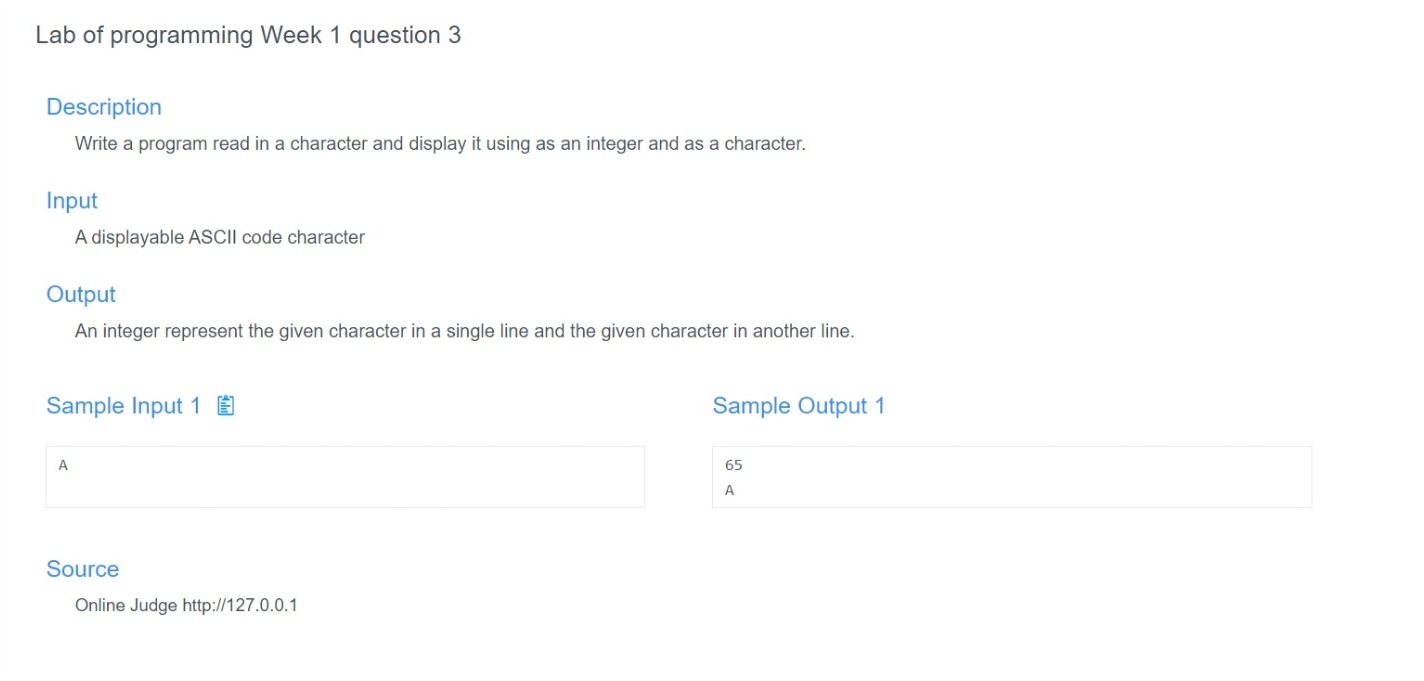 Lab of programming Week 1 question 3
Description
Write a program read in a character and display it using as an integer and as a character.
Input
A displayable ASCII code character
Output
An integer represent the given character in a single line and the given character in another line.
Sample Input 1
A
Sample Output 1
65
A
Source
Online Judge http://127.0.0.1